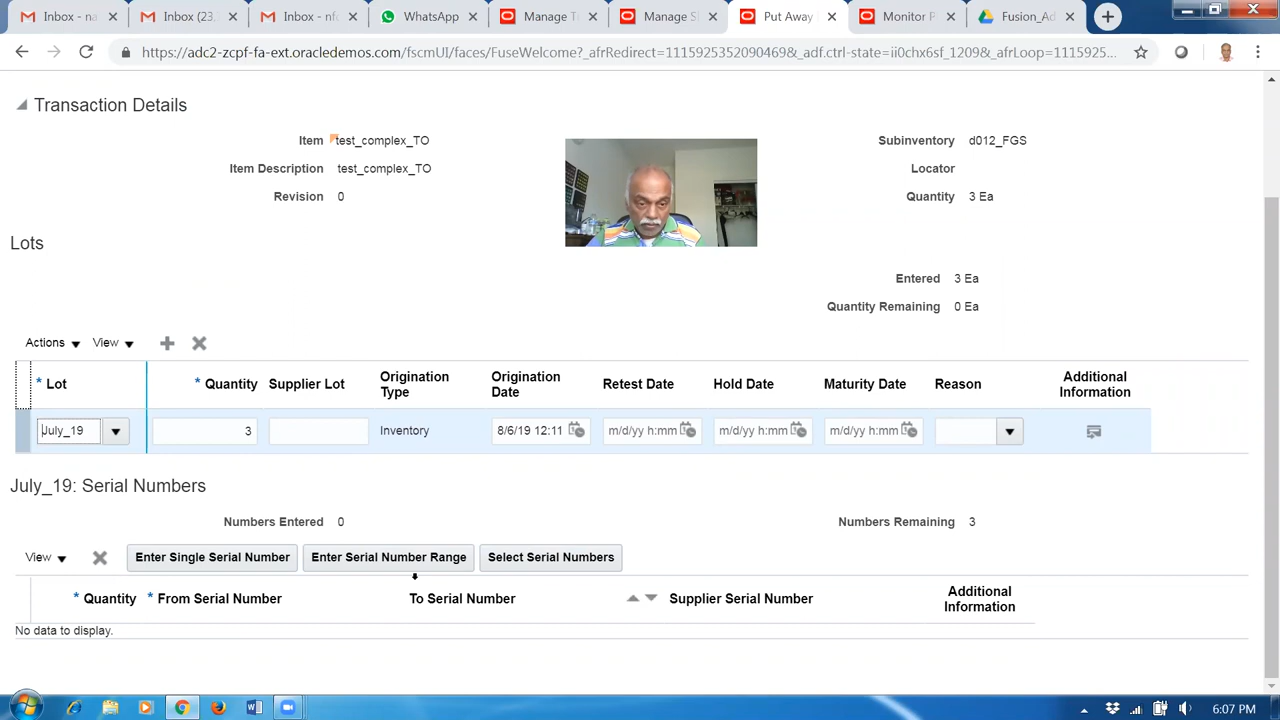 Inbox - na
Inbox (23,
Inbox - nf
WhatsApp
Manage
Manage S
Put Away
Monitor
Fusion_Ad
https://adc2-zcpf-fa-ext.oracledemos.com/fscmUI/faces/FuseWelcome?_afrRedirect=11159253520904​69&_adf.ctrl-state=ii0chx6sf_1209&_afrLoop=1115925...
Transaction Details
Item test_complex_TO
Subinventory d012_FGS
Item Description test_complex_TO
Locator
Revision 0
Quantity 3 Ea
Lots
Entered 3 Ea
Quantity Remaining 0 Ea
Actions View
* Lot * Quantity Supplier Lot Origination Type Origination Date Retest Date Hold Date Maturity Date Reason Additional Information
July_19 3 Inventory 8/6/19 12:11 m/d/yy h:mm m/d/yy h:mm m/d/yy h:mm
July_19: Serial Numbers
Numbers Entered 0
Numbers Remaining 3
View Enter Single Serial Number Enter Serial Number Range Select Serial Numbers
* Quantity * From Serial Number To Serial Number Supplier Serial Number Additional Information
No data to display.
6:07 PM